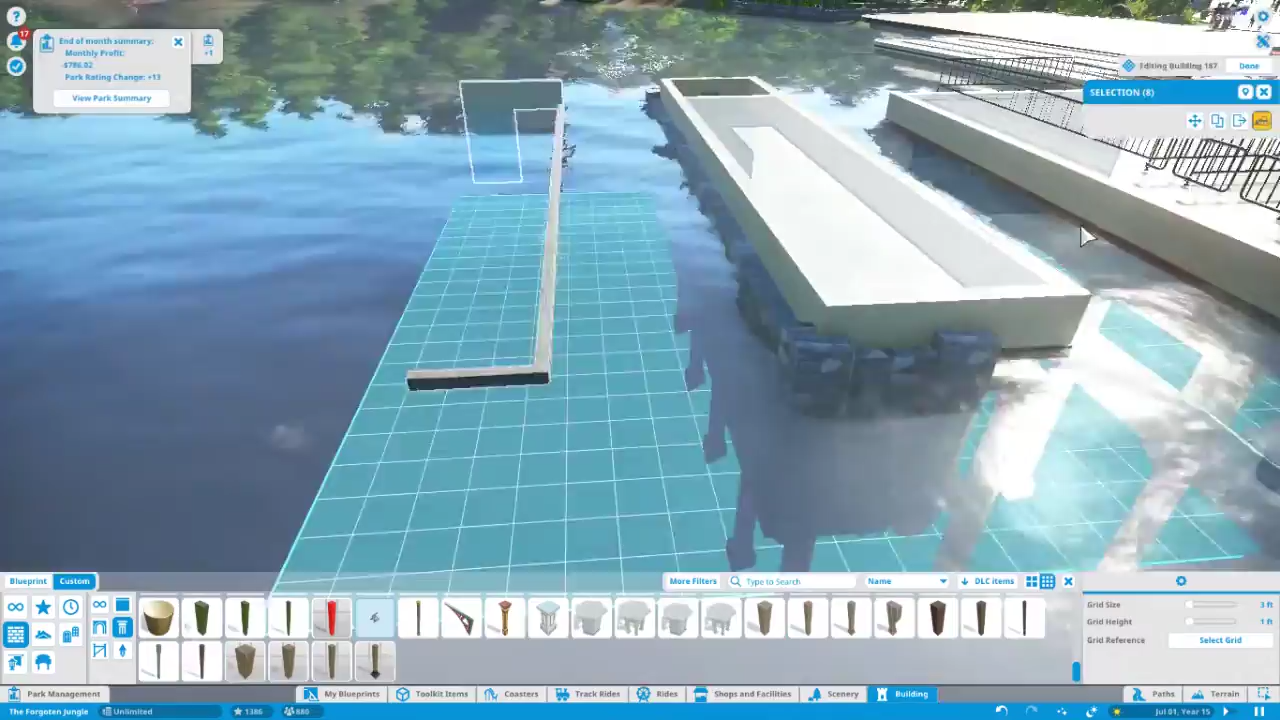 17
End of month summary:
Monthly Profit:
-$786.02
Park Rating Change: +13
View Park Summary
+1
Editing Building 187
Done
SELECTION (8)
Blueprint
Custom
More Filters
Type to Search
Name
DLC items
Grid Size
3 ft
Grid Height
1 ft
Grid Reference
Select Grid
Park Management
My Blueprints
Toolkit Items
Coasters
Track Rides
Rides
Shops and Facilities
Scenery
Building
Paths
Terrain
The Forgoten Jungle
Unlimited
1386
880
Jul 01, Year 15